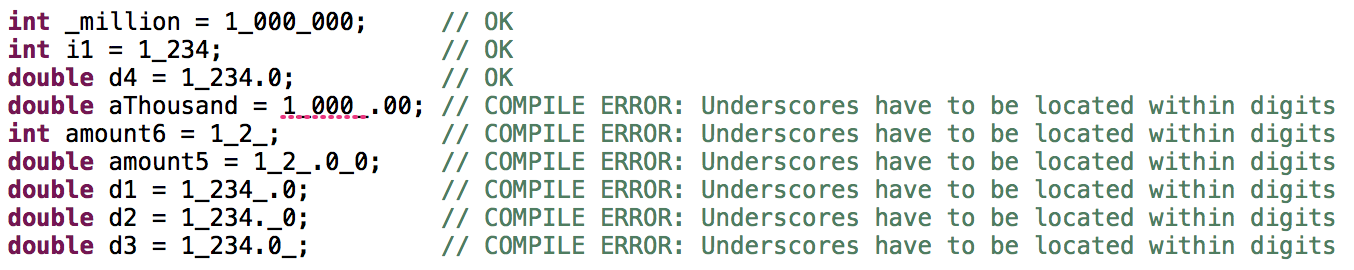 int _million = 1_000_000;     // OK
int i1 = 1_234;               // OK
double d4 = 1_234.0;          // OK
double aThousand = 1_000_.00; // COMPILE ERROR: Underscores have to be located within digits
int amount6 = 1_2_;           // COMPILE ERROR: Underscores have to be located within digits
double amount5 = 1_2_.0_0;    // COMPILE ERROR: Underscores have to be located within digits
double d1 = 1_234_.0;         // COMPILE ERROR: Underscores have to be located within digits
double d2 = 1_234._0;         // COMPILE ERROR: Underscores have to be located within digits
double d3 = 1_234.0_;         // COMPILE ERROR: Underscores have to be located within digits